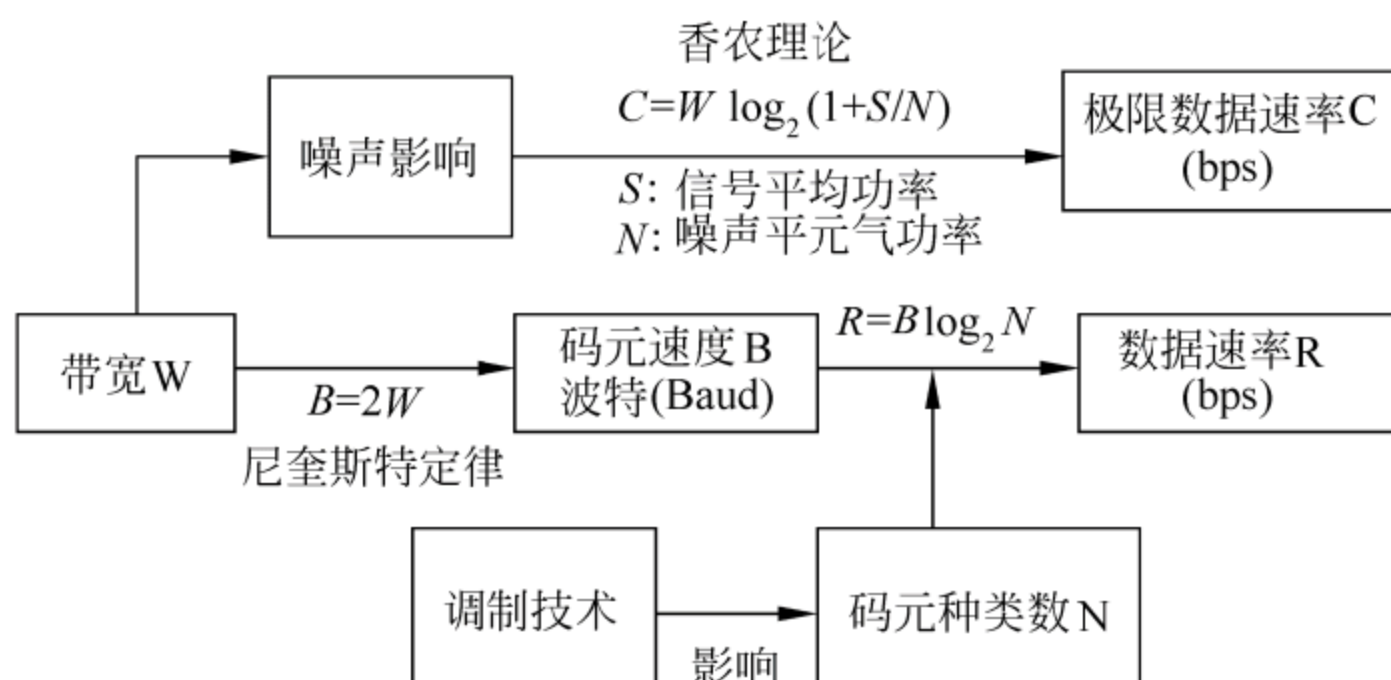 香农理论
C=W log₂(1+S/N)
噪声影响
极限数据速率C
(bps)
S: 信号平均功率
N: 噪声平元气功率
带宽W
B=2W
尼奎斯特定律
码元速度B
波特(Baud)
R=Blog₂N
数据速率R
(bps)
调制技术
影响
码元种类数N